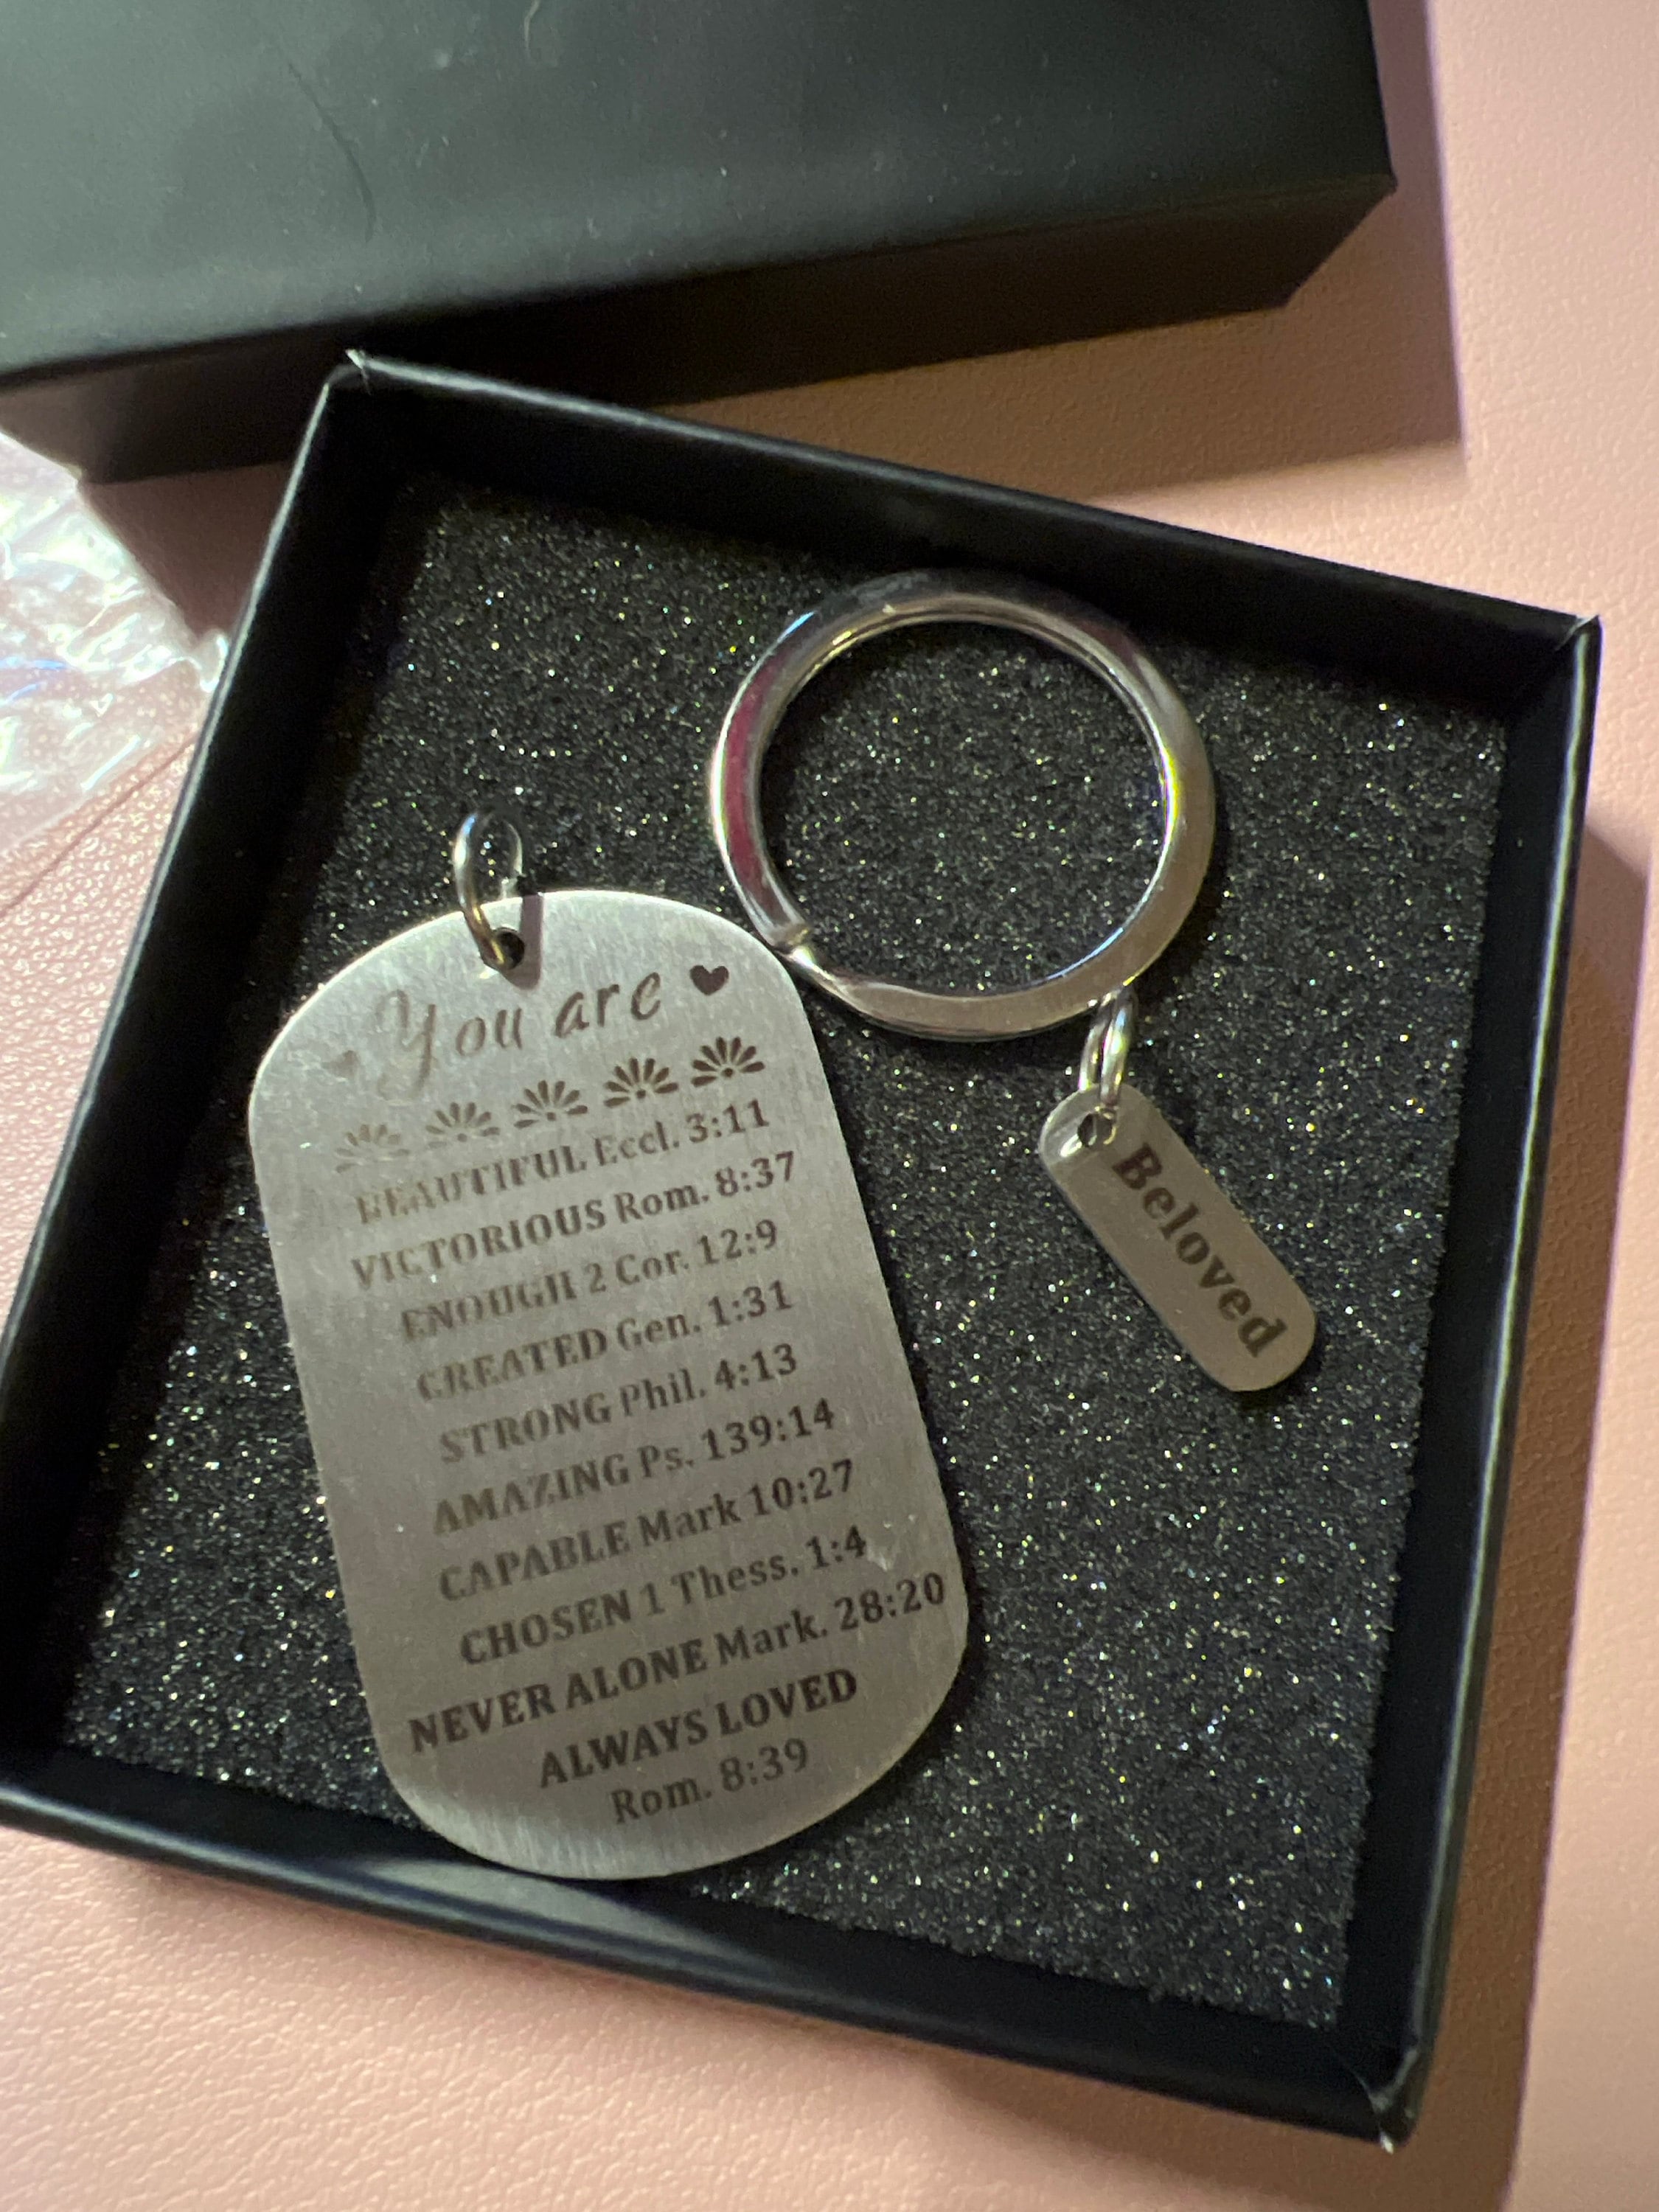 You are
BEAUTIFUL Eccl. 3:11
VICTORIOUS Rom. 8:37
ENOUGH 2 Cor. 12:9
CREATED Gen. 1:31
STRONG Phil. 4:13
AMAZING Ps. 139:14
CAPABLE Mark 10:27
CHOSEN 1 Thess. 1:4
NEVER ALONE Mark. 28:20
ALWAYS LOVED
Rom. 8:39
Beloved